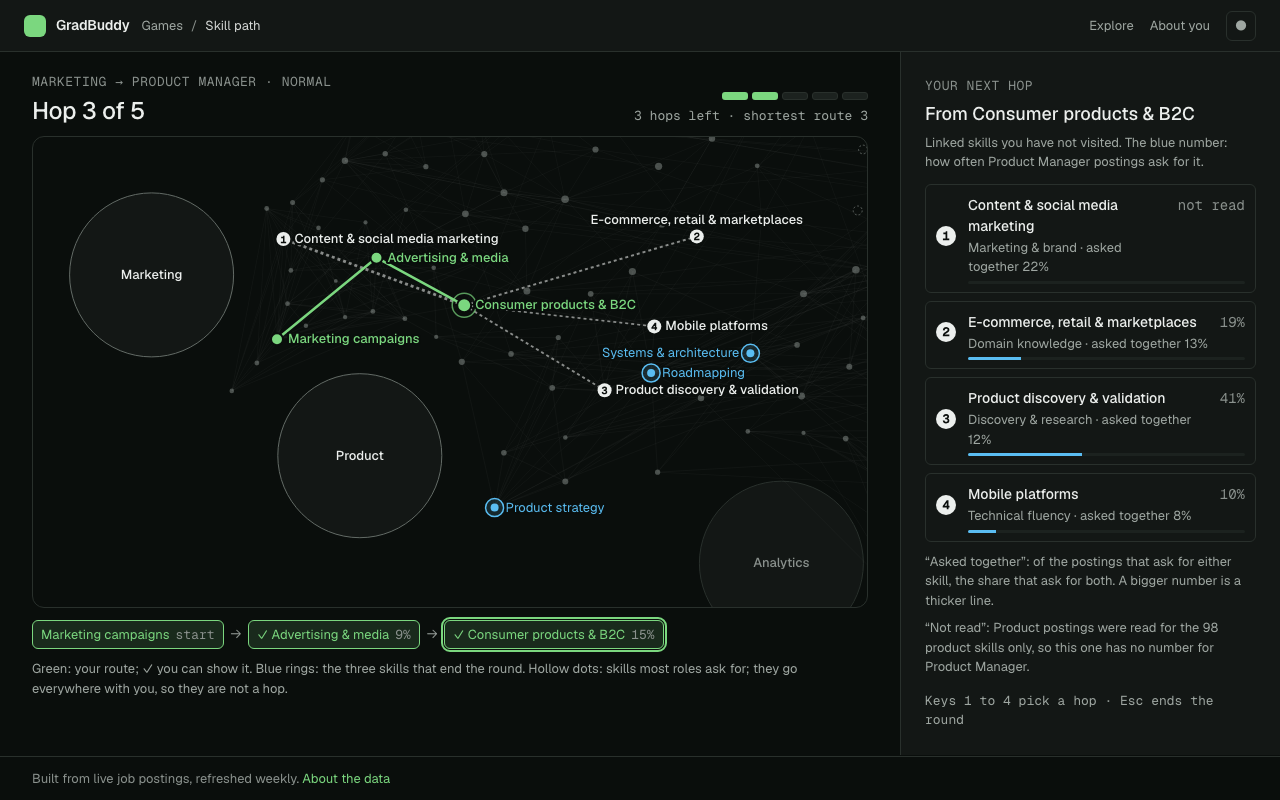 GradBuddy Games / Skill path
Explore About you
MARKETING → PRODUCT MANAGER · NORMAL
Hop 3 of 5
3 hops left · shortest route 3
E-commerce, retail & marketplaces
2
1 Content & social media marketing
Advertising & media
Marketing
Consumer products & B2C
4 Mobile platforms
Marketing campaigns
Systems & architecture
Roadmapping
3 Product discovery & validation
Product
Product strategy
Analytics
Marketing campaigns start → ✓ Advertising & media 9% → ✓ Consumer products & B2C 15%
Green: your route; ✓ you can show it. Blue rings: the three skills that end the round. Hollow dots: skills most roles ask for; they go
everywhere with you, so they are not a hop.
YOUR NEXT HOP
From Consumer products & B2C
Linked skills you have not visited. The blue number:
how often Product Manager postings ask for it.
1
Content & social media
marketing
not read
Marketing & brand · asked
together 22%
2
E-commerce, retail & marketplaces 19%
Domain knowledge · asked together 13%
3
Product discovery & validation 41%
Discovery & research · asked together
12%
4
Mobile platforms 10%
Technical fluency · asked together 8%
“Asked together”: of the postings that ask for either
skill, the share that ask for both. A bigger number is a
thicker line.
“Not read”: Product postings were read for the 98
product skills only, so this one has no number for
Product Manager.
Keys 1 to 4 pick a hop · Esc ends the
round
Built from live job postings, refreshed weekly. About the data